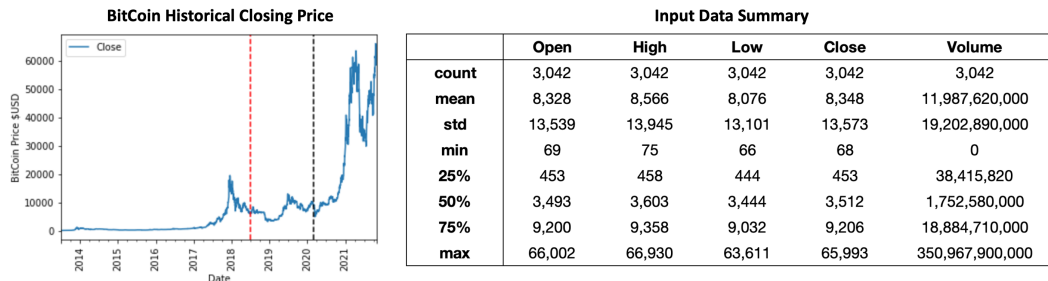 BitCoin Historical Closing Price
Close
60000
50000
40000
30000
20000
10000
0
BitCoin Price $USD
2014 2015 2016 2017 2018 2019 2020 2021
Date
Input Data Summary
Open High Low Close Volume
count 3,042 3,042 3,042 3,042 3,042
mean 8,328 8,566 8,076 8,348 11,987,620,000
std 13,539 13,945 13,101 13,573 19,202,890,000
min 69 75 66 68 0
25% 453 458 444 453 38,415,820
50% 3,493 3,603 3,444 3,512 1,752,580,000
75% 9,200 9,358 9,032 9,206 18,884,710,000
max 66,002 66,930 63,611 65,993 350,967,900,000